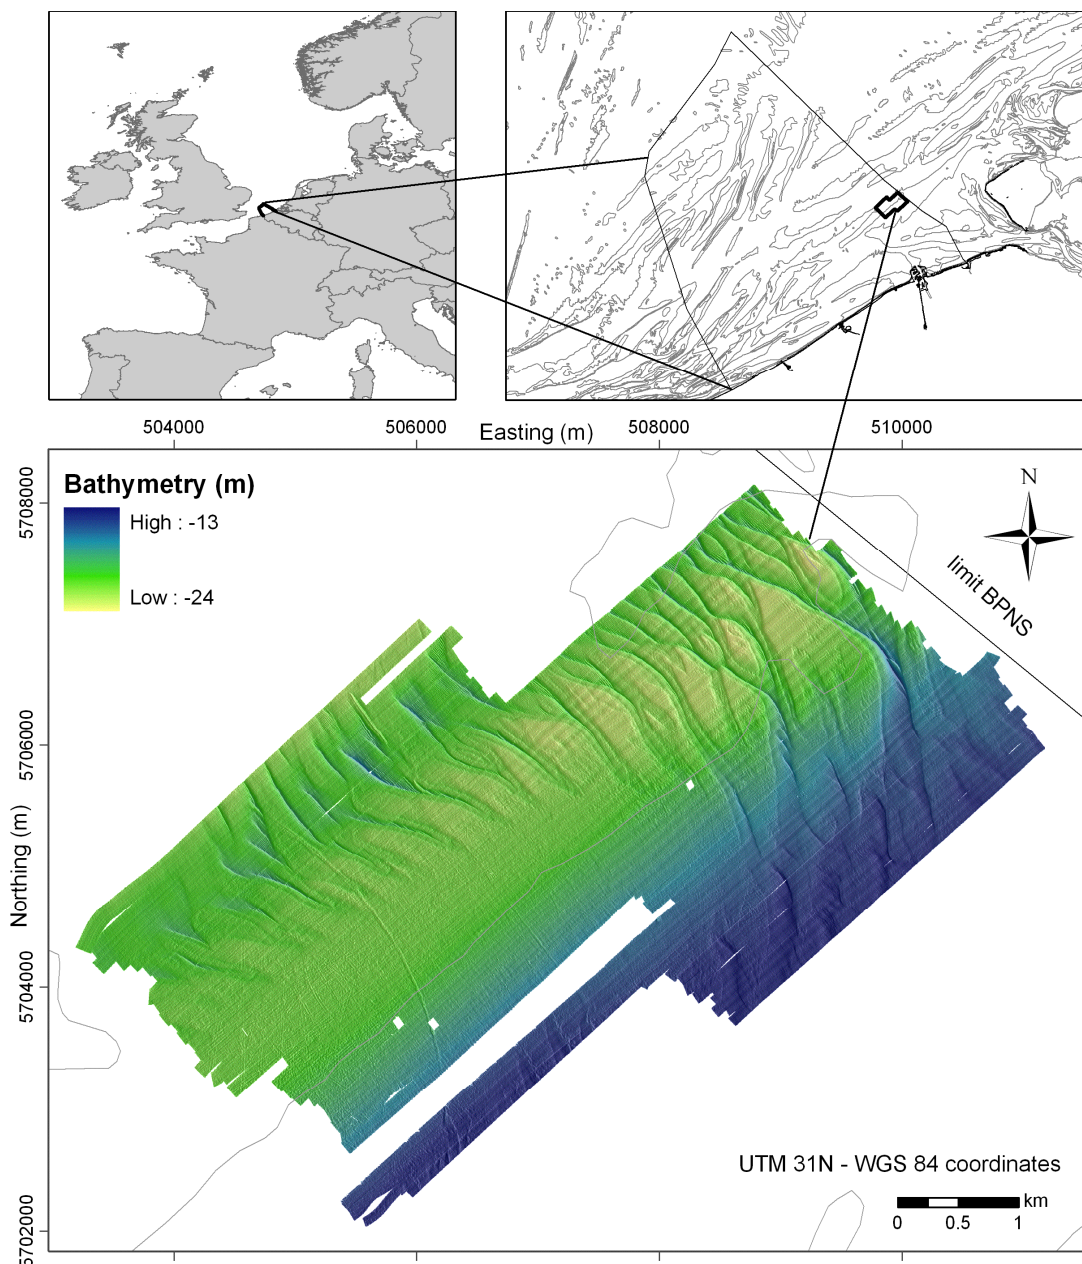 504000
506000
Easting (m)
508000
510000
Bathymetry (m)
High : -13
Low : -24
N
limit BPNS
5708000
5706000
Northing (m)
5704000
5702000
UTM 31N - WGS 84 coordinates
km
0
0.5
1